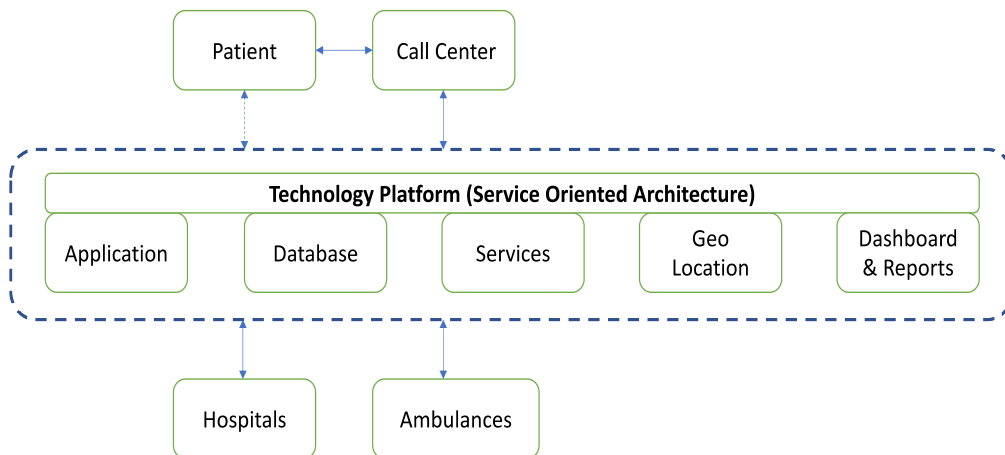 Patient
Call Center
Technology Platform (Service Oriented Architecture)
Application
Database
Services
Geo
Location
Dashboard
& Reports
Hospitals
Ambulances